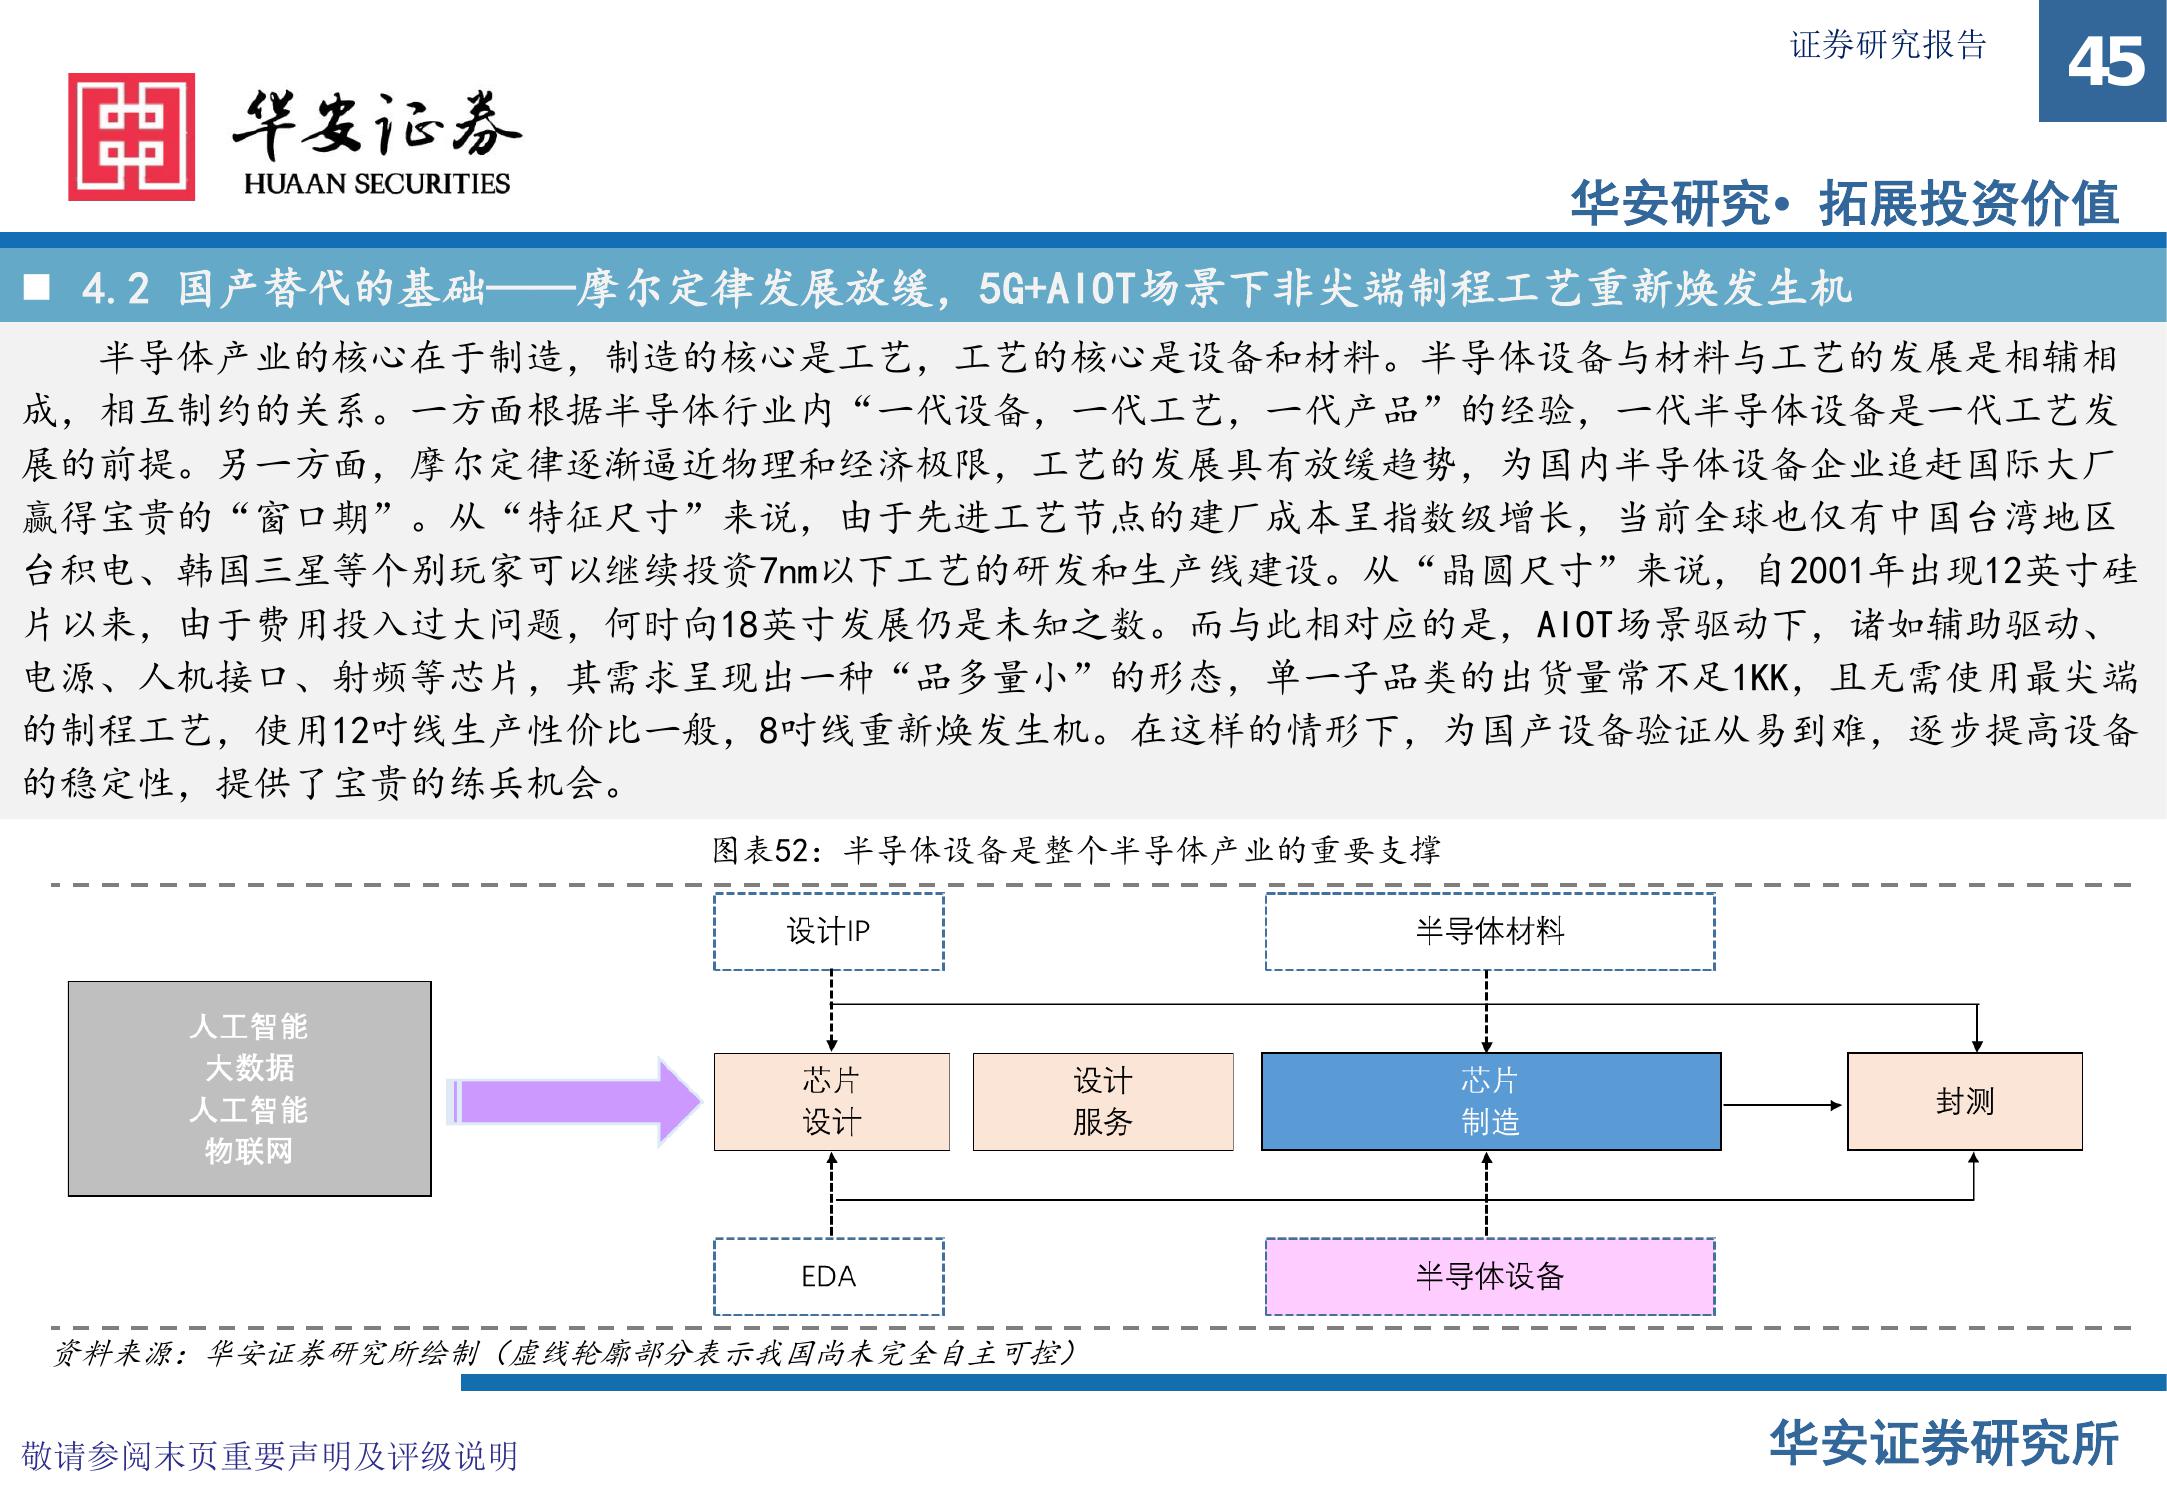 证券研究报告
45
华安证券
HUAAN SECURITIES
华安研究• 拓展投资价值
■ 4.2 国产替代的基础——摩尔定律发展放缓，5G+AIOT场景下非尖端制程工艺重新焕发生机
半导体产业的核心在于制造，制造的核心是工艺，工艺的核心是设备和材料。半导体设备与材料与工艺的发展是相辅相
成，相互制约的关系。一方面根据半导体行业内“一代设备，一代工艺，一代产品”的经验，一代半导体设备是一代工艺发
展的前提。另一方面，摩尔定律逐渐逼近物理和经济极限，工艺的发展具有放缓趋势，为国内半导体设备企业追赶国际大厂
赢得宝贵的“窗口期”。从“特征尺寸”来说，由于先进工艺节点的建厂成本呈指数级增长，当前全球也仅有中国台湾地区
台积电、韩国三星等个别玩家可以继续投资7nm以下工艺的研发和生产线建设。从“晶圆尺寸”来说，自2001年出现12英寸硅
片以来，由于费用投入过大问题，何时向18英寸发展仍是未知之数。而与此相对应的是，AIOT场景驱动下，诸如辅助驱动、
电源、人机接口、射频等芯片，其需求呈现出一种“品多量小”的形态，单一子品类的出货量常不足1KK，且无需使用最尖端
的制程工艺，使用12吋线生产性价比一般，8吋线重新焕发生机。在这样的情形下，为国产设备验证从易到难，逐步提高设备
的稳定性，提供了宝贵的练兵机会。
图表52：半导体设备是整个半导体产业的重要支撑
设计IP
半导体材料
人工智能
大数据
人工智能
物联网
芯片
设计
设计
服务
芯片
制造
封测
EDA
半导体设备
资料来源：华安证券研究所绘制（虚线轮廓部分表示我国尚未完全自主可控）
敬请参阅末页重要声明及评级说明
华安证券研究所